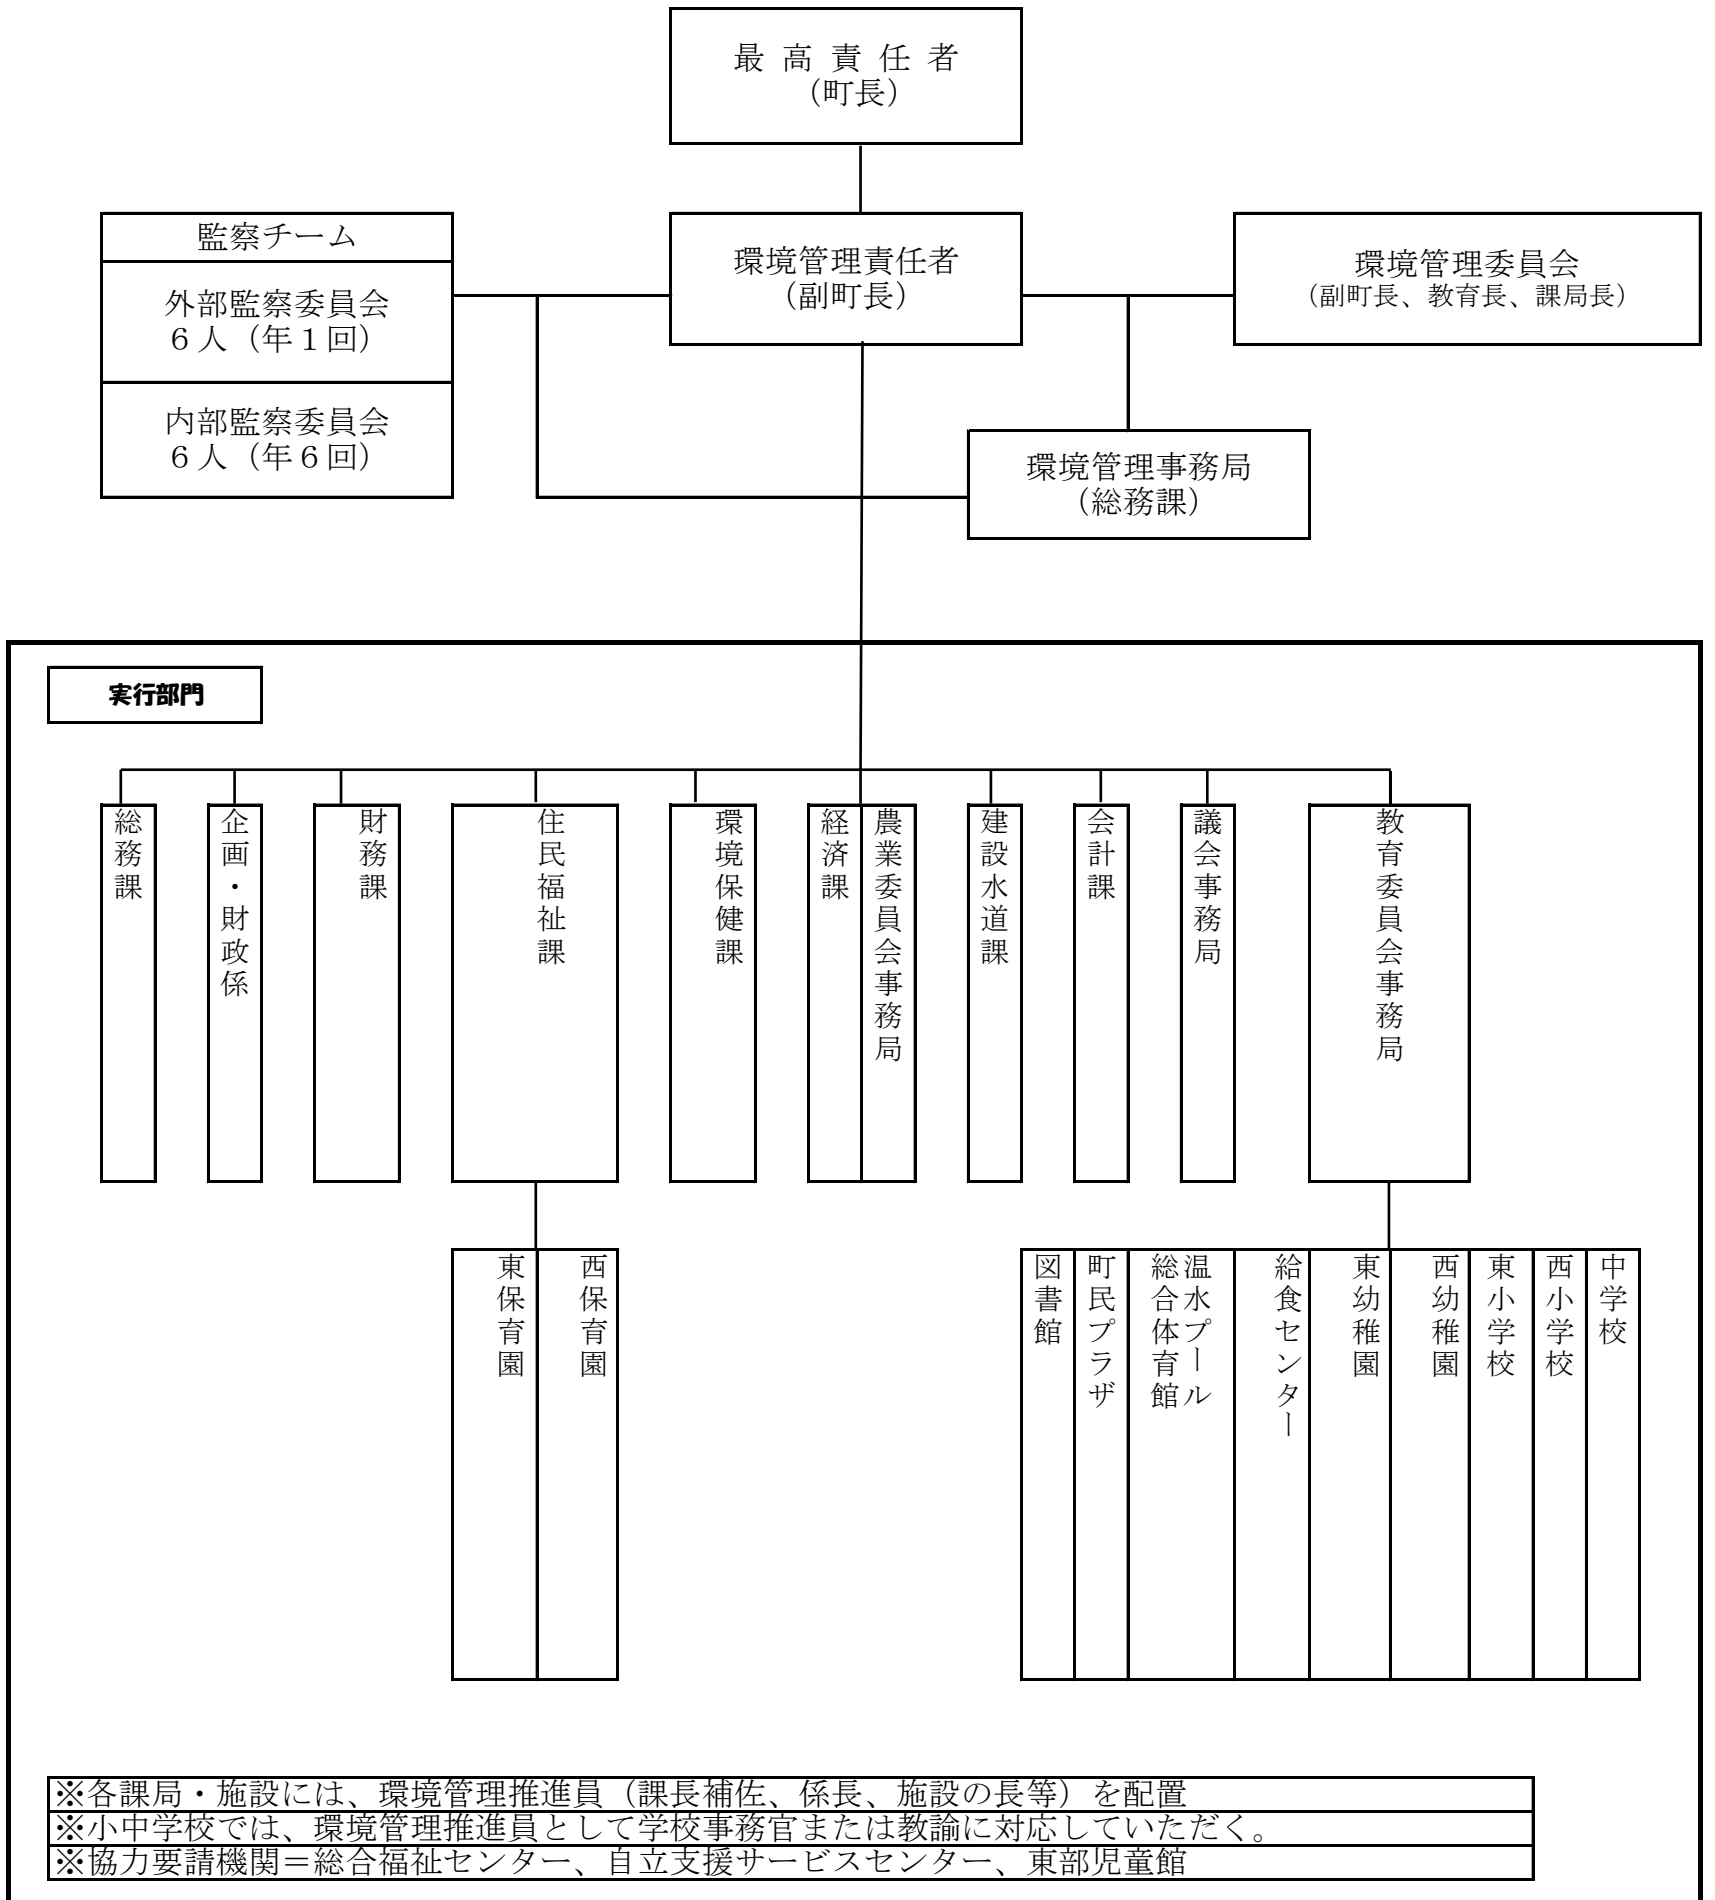 最高責任者
（町長）
監察チーム
外部監察委員会
６人（年１回）
内部監察委員会
６人（年６回）
環境管理責任者
（副町長）
環境管理委員会
（副町長、教育長、課局長）
環境管理事務局
（総務課）
実行部門
総務課
企画・財政係
財務課
住民福祉課
環境保健課
経済課
農業委員会事務局
建設水道課
会計課
議会事務局
教育委員会事務局
東保育園
西保育園
図書館
町民プラザ
温水プール
総合体育館
給食センター
東幼稚園
西幼稚園
東小学校
西小学校
中学校
※各課局・施設には、環境管理推進員（課長補佐、係長、施設の長等）を配置
※小中学校では、環境管理推進員として学校事務官または教諭に対応していただく。
※協力要請機関＝総合福祉センター、自立支援サービスセンター、東部児童館